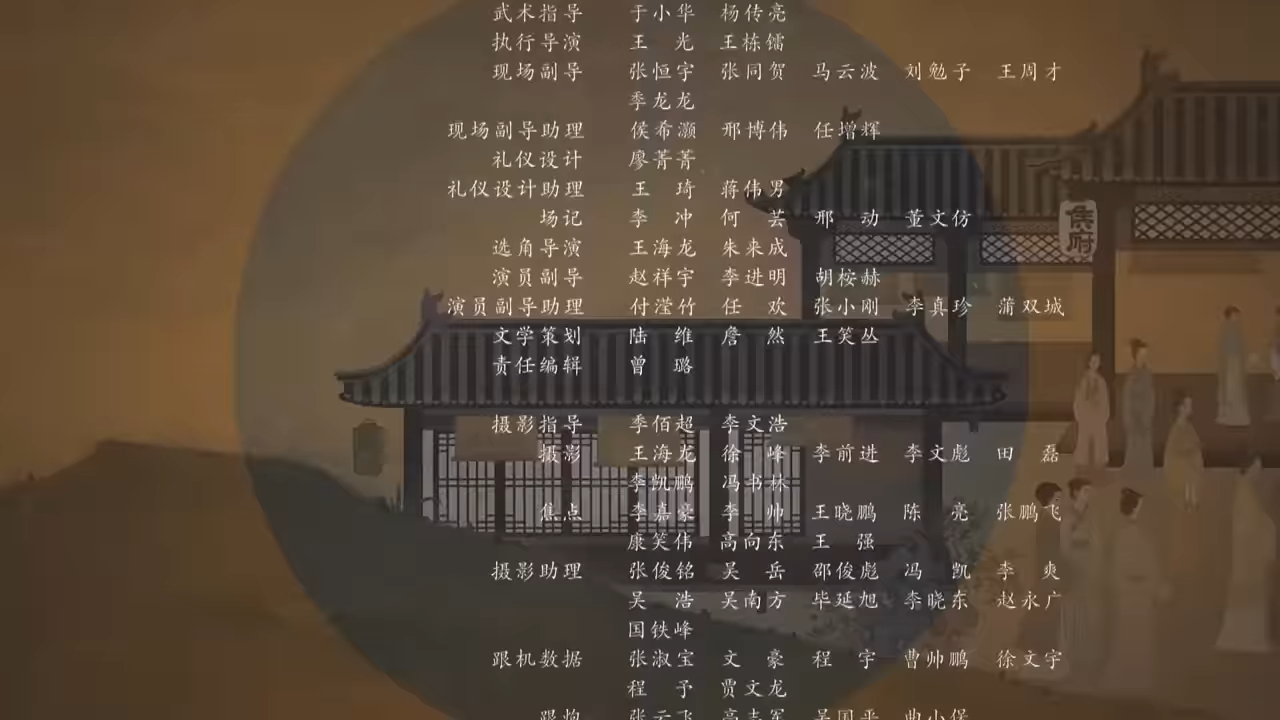 武术指导 于小华 杨传亮
执行导演 王 光 王栋镭
现场副导 张恒宇 张同贺 马云波 刘勉子 王周才
季龙龙
现场副导助理 侯希灏 邢博伟 任增辉
礼仪设计 廖菁菁
礼仪设计助理 王 琦 蒋伟男
场记 李 冲 何 芸 邢 动 董文仿
选角导演 王海龙 朱来成
演员副导 赵祥宇 李进明 胡桉赫
演员副导助理 付滢竹 任 欢 张小刚 李真珍 蒲双城
文学策划 陆 维 詹 然 王笑丛
责任编辑 曾 璐
摄影指导 季佰超 李文浩
摄影 王海龙 徐 峰 李前进 李文彪 田 磊
李凯鹏 冯书林
焦点 李嘉豪 李 帅 王晓鹏 陈 亮 张鹏飞
康笑伟 高向东 王 强
摄影助理 张俊铭 吴 岳 邵俊彪 冯 凯 李 爽
吴 浩 吴南方 毕延旭 李晓东 赵永广
国铁峰
跟机数据 张淑宝 文 豪 程 宇 曹帅鹏 徐文宇
程 予 贾文龙
侯府